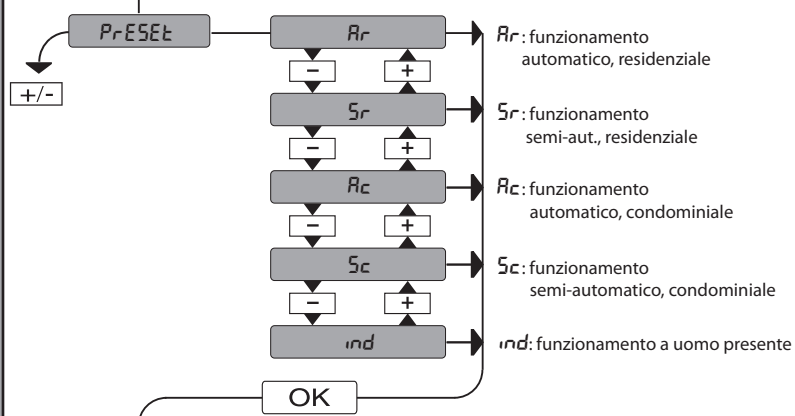 PrESEt
Ar
Ar: funzionamento
automatico, residenziale
+/-
- +
Sr
Sr: funzionamento
semi-aut., residenziale
- +
Ac
Ac: funzionamento
automatico, condominiale
- +
Sc
Sc: funzionamento
semi-automatico, condominiale
- +
ind
ind: funzionamento a uomo presente
OK